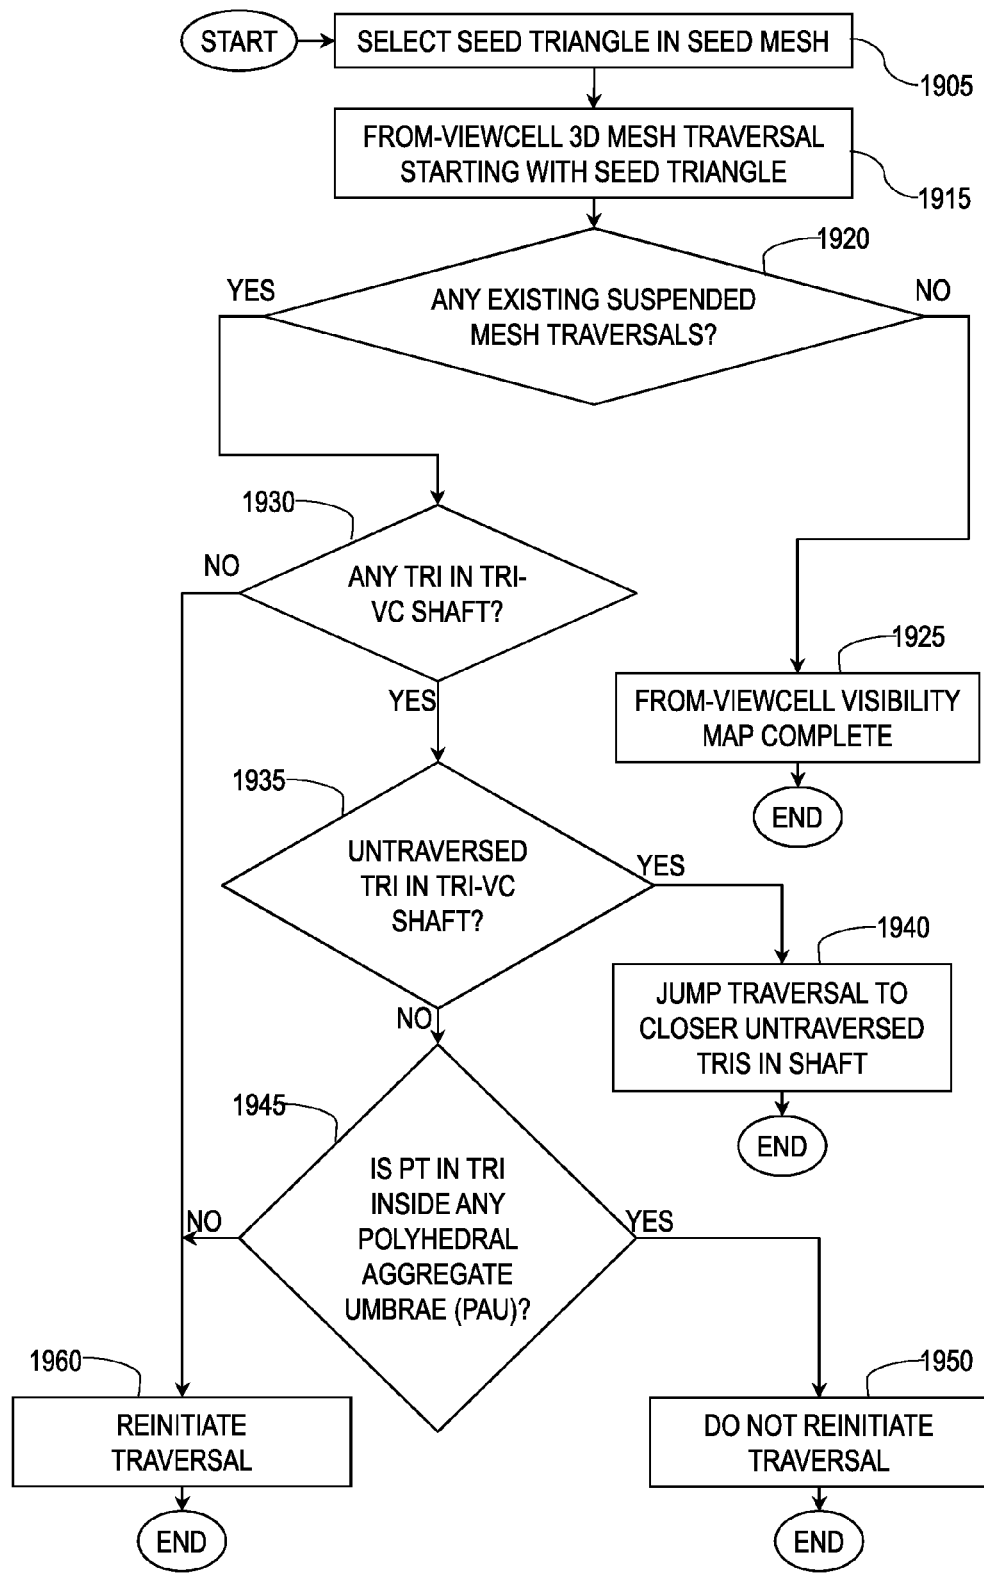 START
SELECT SEED TRIANGLE IN SEED MESH
1905
FROM-VIEWCELL 3D MESH TRAVERSAL
STARTING WITH SEED TRIANGLE
1915
1920
YES
ANY EXISTING SUSPENDED
MESH TRAVERSALS?
NO
1930
NO
ANY TRI IN TRI-
VC SHAFT?
YES
1925
FROM-VIEWCELL VISIBILITY
MAP COMPLETE
END
1935
UNTRAVERSED
TRI IN TRI-VC
SHAFT?
YES
NO
1940
JUMP TRAVERSAL TO
CLOSER UNTRAVERSED
TRIS IN SHAFT
END
1945
IS PT IN TRI
INSIDE ANY
POLYHEDRAL
AGGREGATE
UMBRAE (PAU)?
NO
YES
1960
REINITIATE
TRAVERSAL
END
1950
DO NOT REINITIATE
TRAVERSAL
END